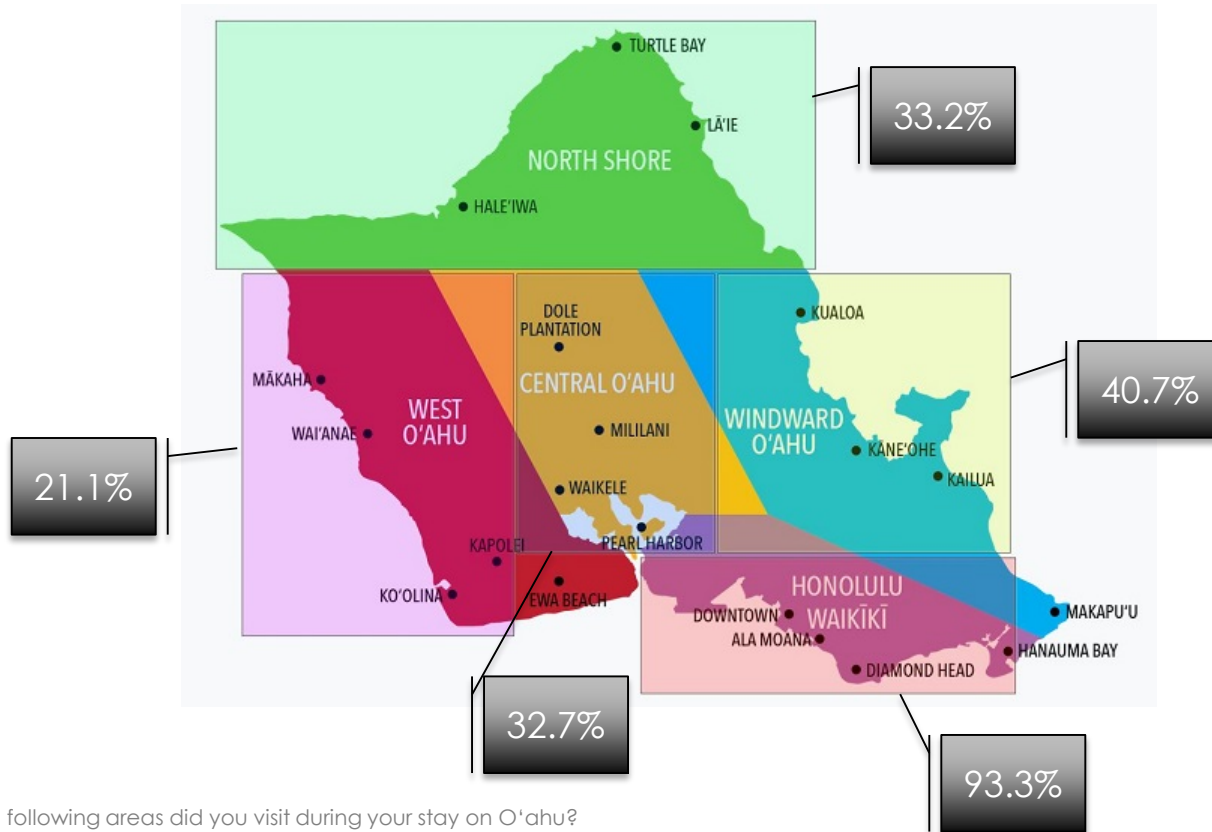 TURTLE BAY
33.2%
LĀ'IE
NORTH SHORE
HALE'IWA
KUALOA
DOLE
PLANTATION
40.7%
MĀKAHA
CENTRAL O'AHU
WEST
O'AHU
WINDWARD
O'AHU
WAI'ANAE
MILILANI
KĀNE'OHE
21.1%
WAIKELE
KAILUA
PEARL HARBOR
KAPOLEI
KO'OLINA
EWA BEACH
HONOLULU
WAIKĪKĪ
DOWNTOWN
MAKAPU'U
ALA MOANA
HANAUMA BAY
DIAMOND HEAD
32.7%
93.3%
following areas did you visit during your stay on O‘ahu?